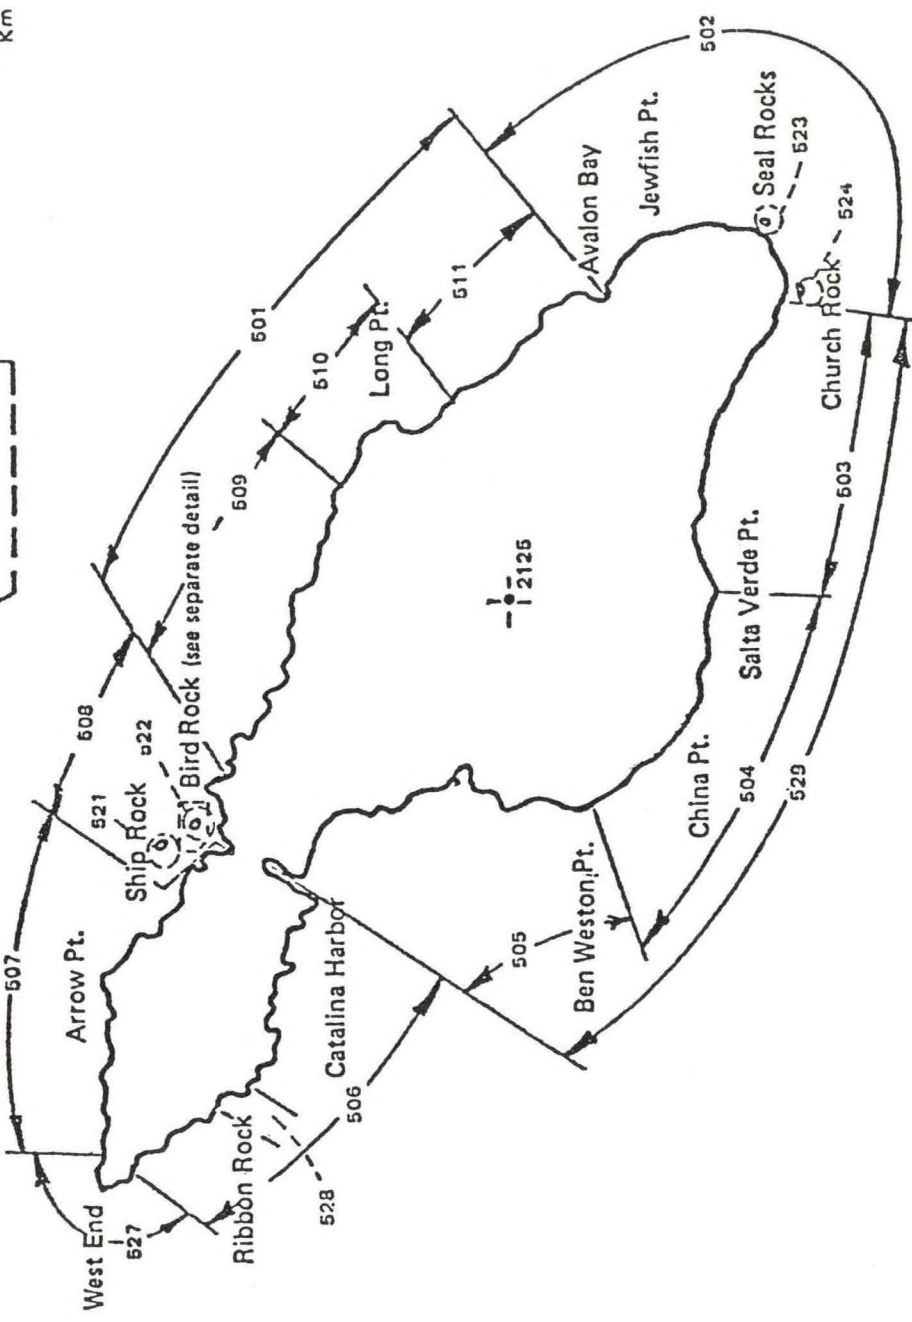 Km
502
Seal Rocks
523
524
Jewfish Pt.
Avalon Bay
Church Rock
511
501
510
Long Pt.
509
503
Bird Rock (see separate detail)
2125
Salta Verde Pt.
508
522
521
Ship Rock
China Pt.
504
529
507
Arrow Pt.
Ben Weston Pt.
505
Catalina Harbor
506
Ribbon Rock
528
West End
527